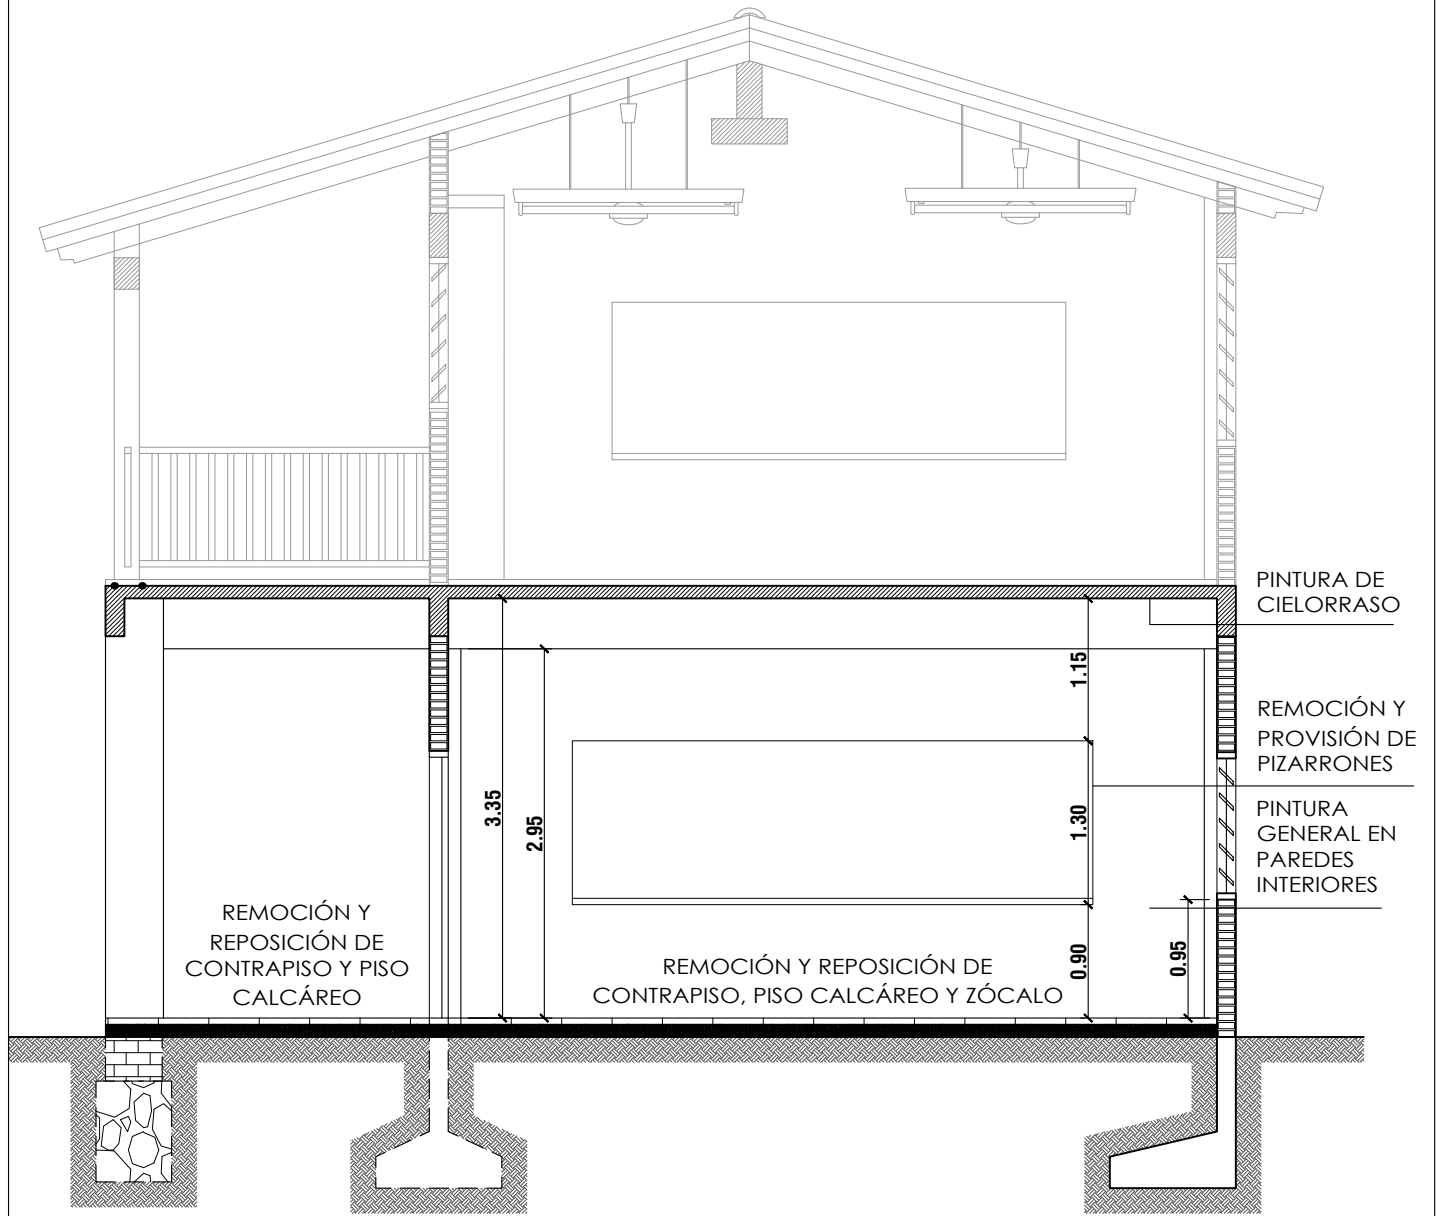 PINTURA DE
CIELORRASO
1.15
REMOCIÓN Y
PROVISIÓN DE
PIZARRONES
3.35
2.95
1.30
PINTURA
GENERAL EN
PAREDES
INTERIORES
REMOCIÓN Y
REPOSICIÓN DE
CONTRAPISO Y PISO
CALCÁREO
REMOCIÓN Y REPOSICIÓN DE
CONTRAPISO, PISO CALCÁREO Y ZÓCALO
0.90
0.95